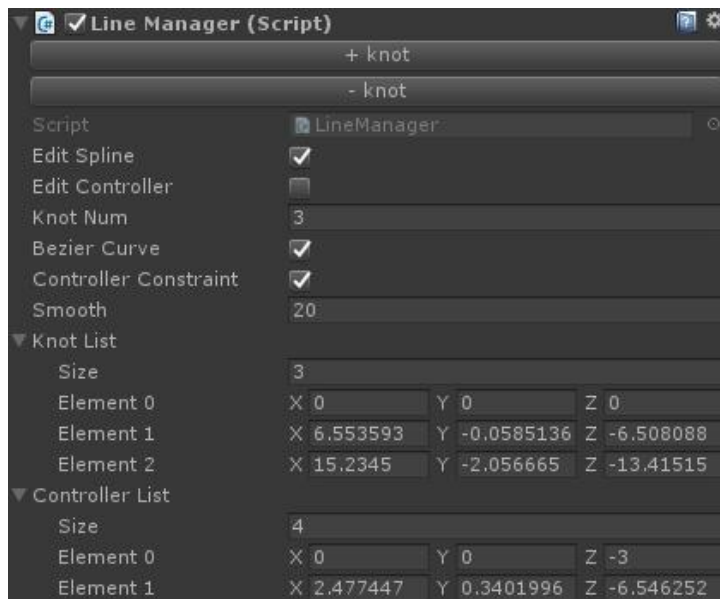 Line Manager (Script)
+ knot
- knot
Script LineManager
Edit Spline
Edit Controller
Knot Num 3
Bezier Curve
Controller Constraint
Smooth 20
Knot List
Size 3
Element 0 X 0 Y 0 Z 0
Element 1 X 6.553593 Y -0.0585136 Z -6.508088
Element 2 X 15.2345 Y -2.056665 Z -13.41515
Controller List
Size 4
Element 0 X 0 Y 0 Z -3
Element 1 X 2.477447 Y 0.3401996 Z -6.546252